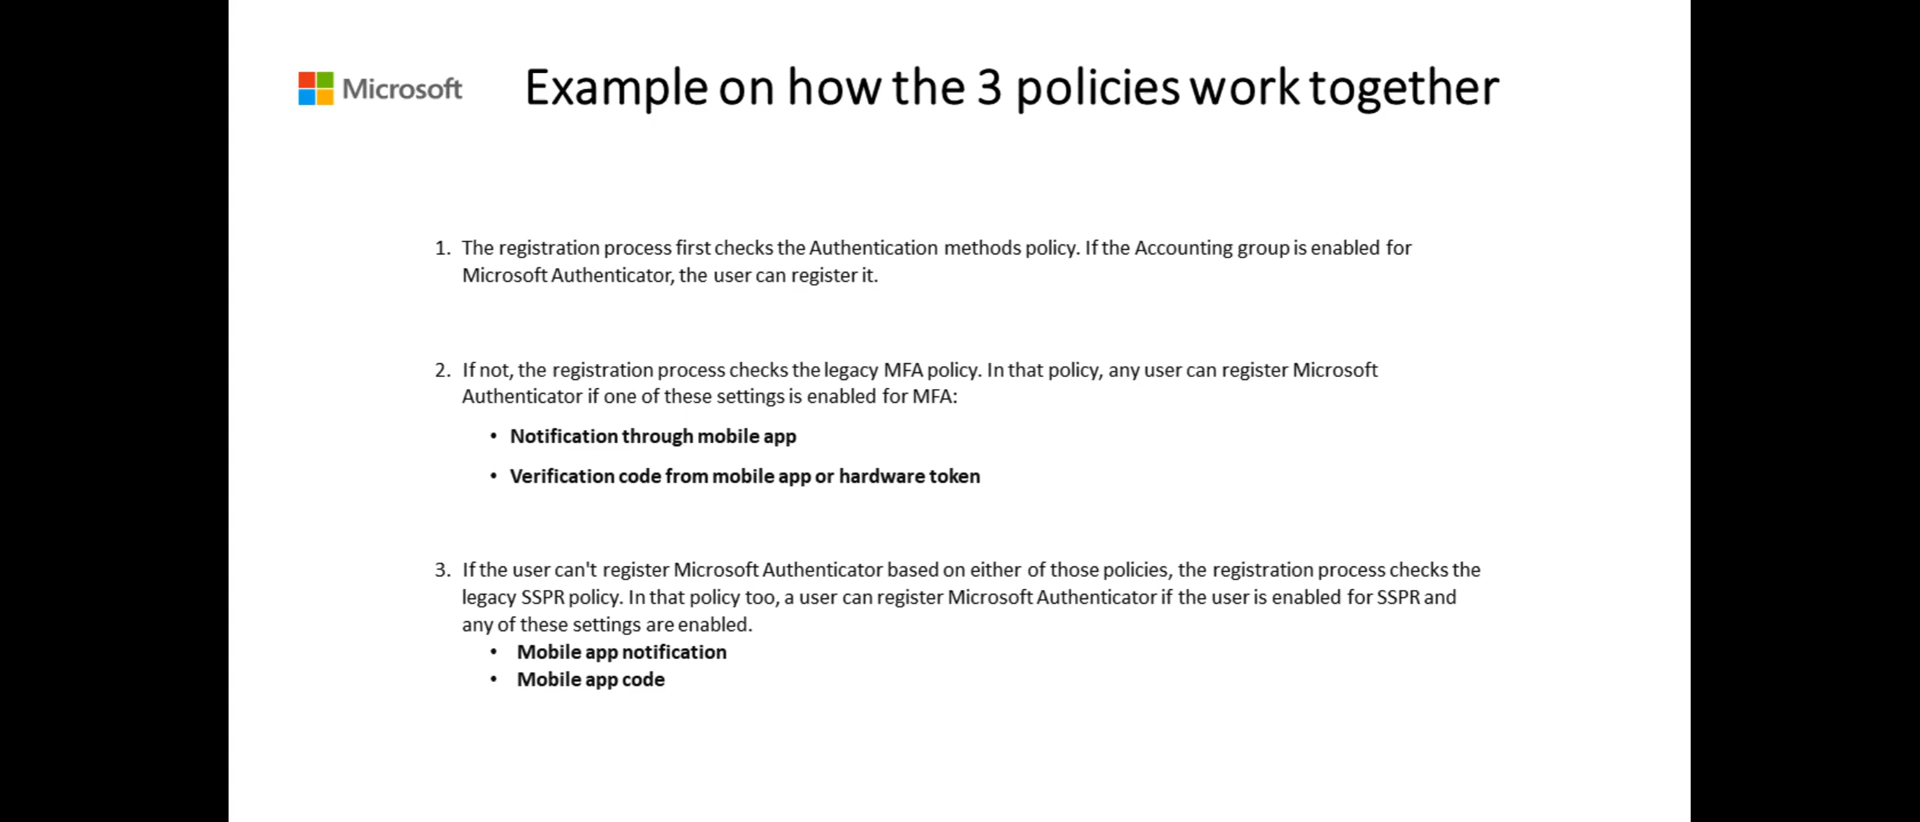 Microsoft
Example on how the 3 policies work together
1. The registration process first checks the Authentication methods policy. If the Accounting group is enabled for
Microsoft Authenticator, the user can register it.
2. If not, the registration process checks the legacy MFA policy. In that policy, any user can register Microsoft
Authenticator if one of these settings is enabled for MFA:
• Notification through mobile app
• Verification code from mobile app or hardware token
3. If the user can't register Microsoft Authenticator based on either of those policies, the registration process checks the
legacy SSPR policy. In that policy too, a user can register Microsoft Authenticator if the user is enabled for SSPR and
any of these settings are enabled.
• Mobile app notification
• Mobile app code